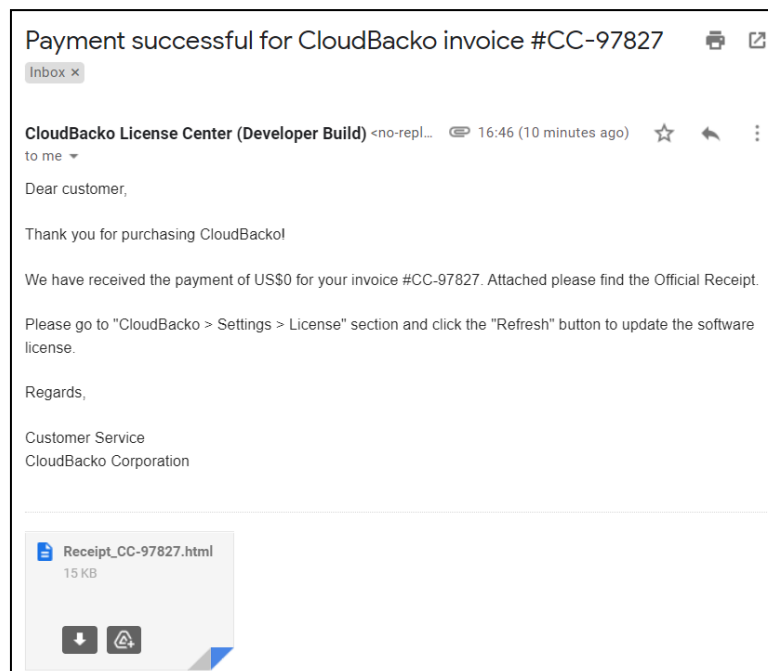 Payment successful for CloudBacko invoice #CC-97827
Inbox ×
CloudBacko License Center (Developer Build) <no-repl... 16:46 (10 minutes ago)
to me
Dear customer,
Thank you for purchasing CloudBacko!
We have received the payment of US$0 for your invoice #CC-97827. Attached please find the Official Receipt.
Please go to "CloudBacko > Settings > License" section and click the "Refresh" button to update the software
license.
Regards,
Customer Service
CloudBacko Corporation
Receipt_CC-97827.html
15 KB